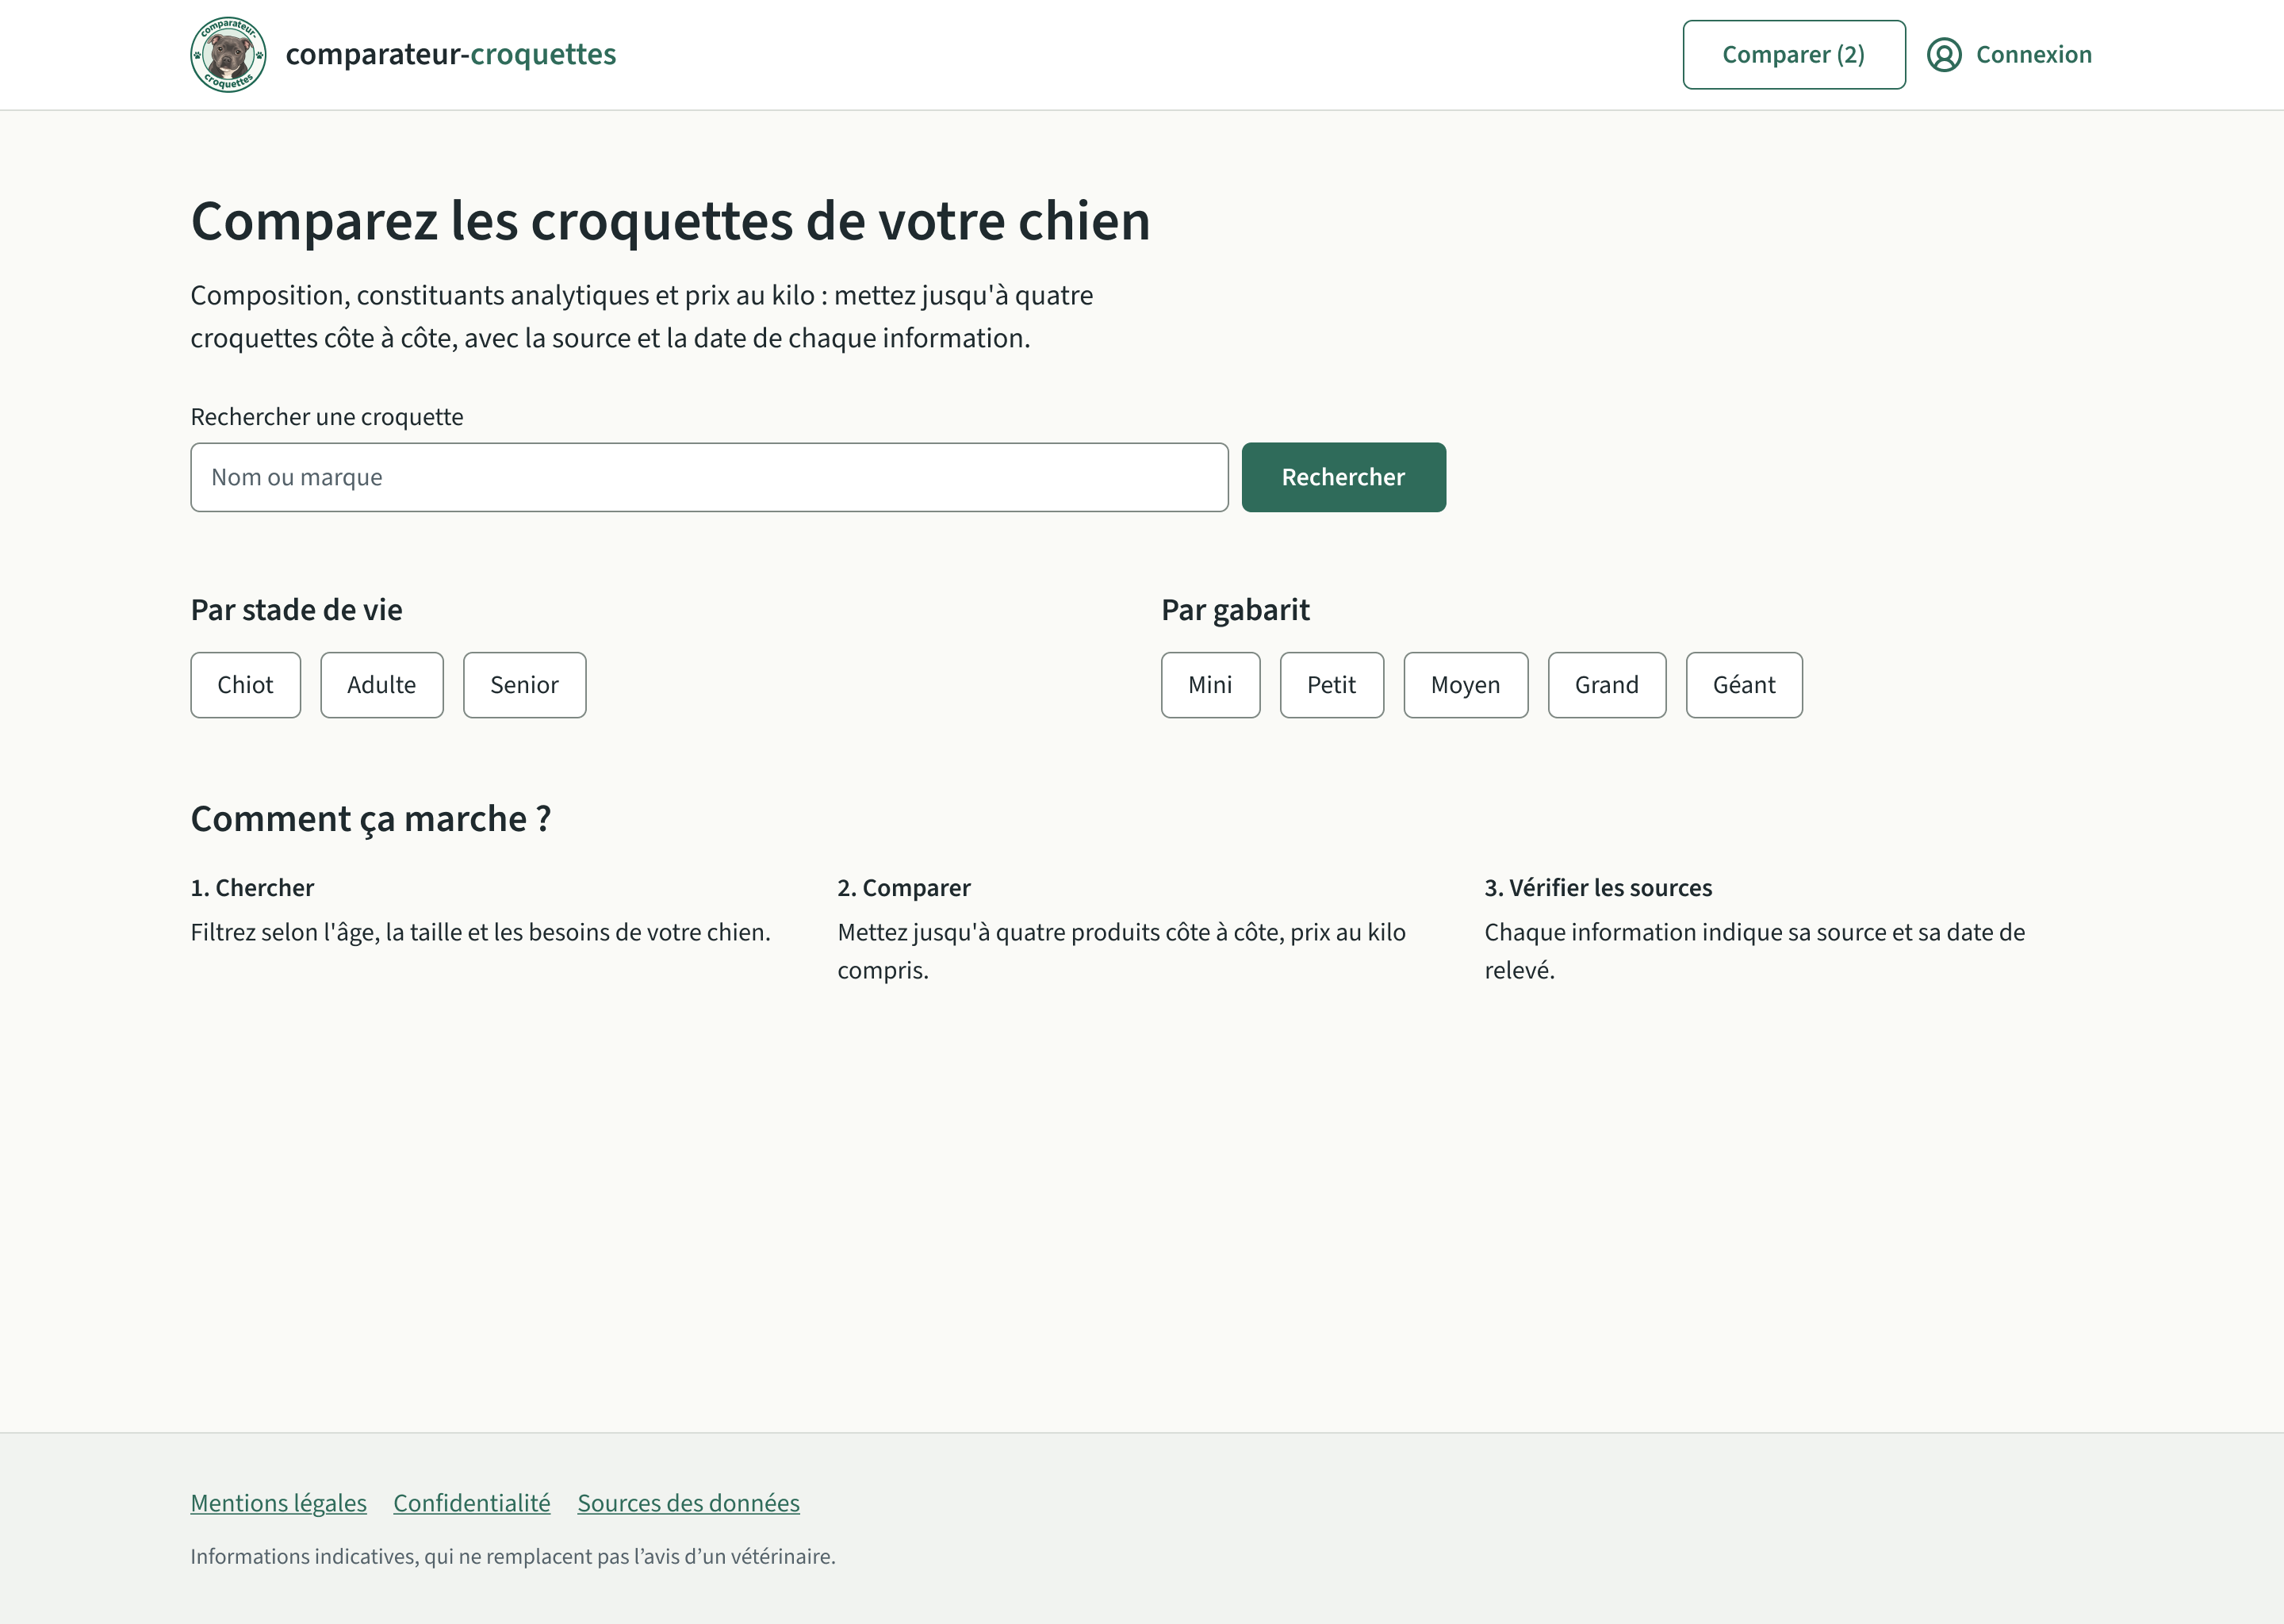 comparateur-
croquettes
comparateur-croquettes
Comparer (2)
Connexion
Comparez les croquettes de votre chien
Composition, constituants analytiques et prix au kilo : mettez jusqu'à quatre
croquettes côte à côte, avec la source et la date de chaque information.
Rechercher une croquette
Nom ou marque
Rechercher
Par stade de vie
Chiot
Adulte
Senior
Par gabarit
Mini
Petit
Moyen
Grand
Géant
Comment ça marche ?
1. Chercher
Filtrez selon l'âge, la taille et les besoins de votre chien.
2. Comparer
Mettez jusqu'à quatre produits côte à côte, prix au kilo
compris.
3. Vérifier les sources
Chaque information indique sa source et sa date de
relevé.
Mentions légales
Confidentialité
Sources des données
Informations indicatives, qui ne remplacent pas l’avis d’un vétérinaire.